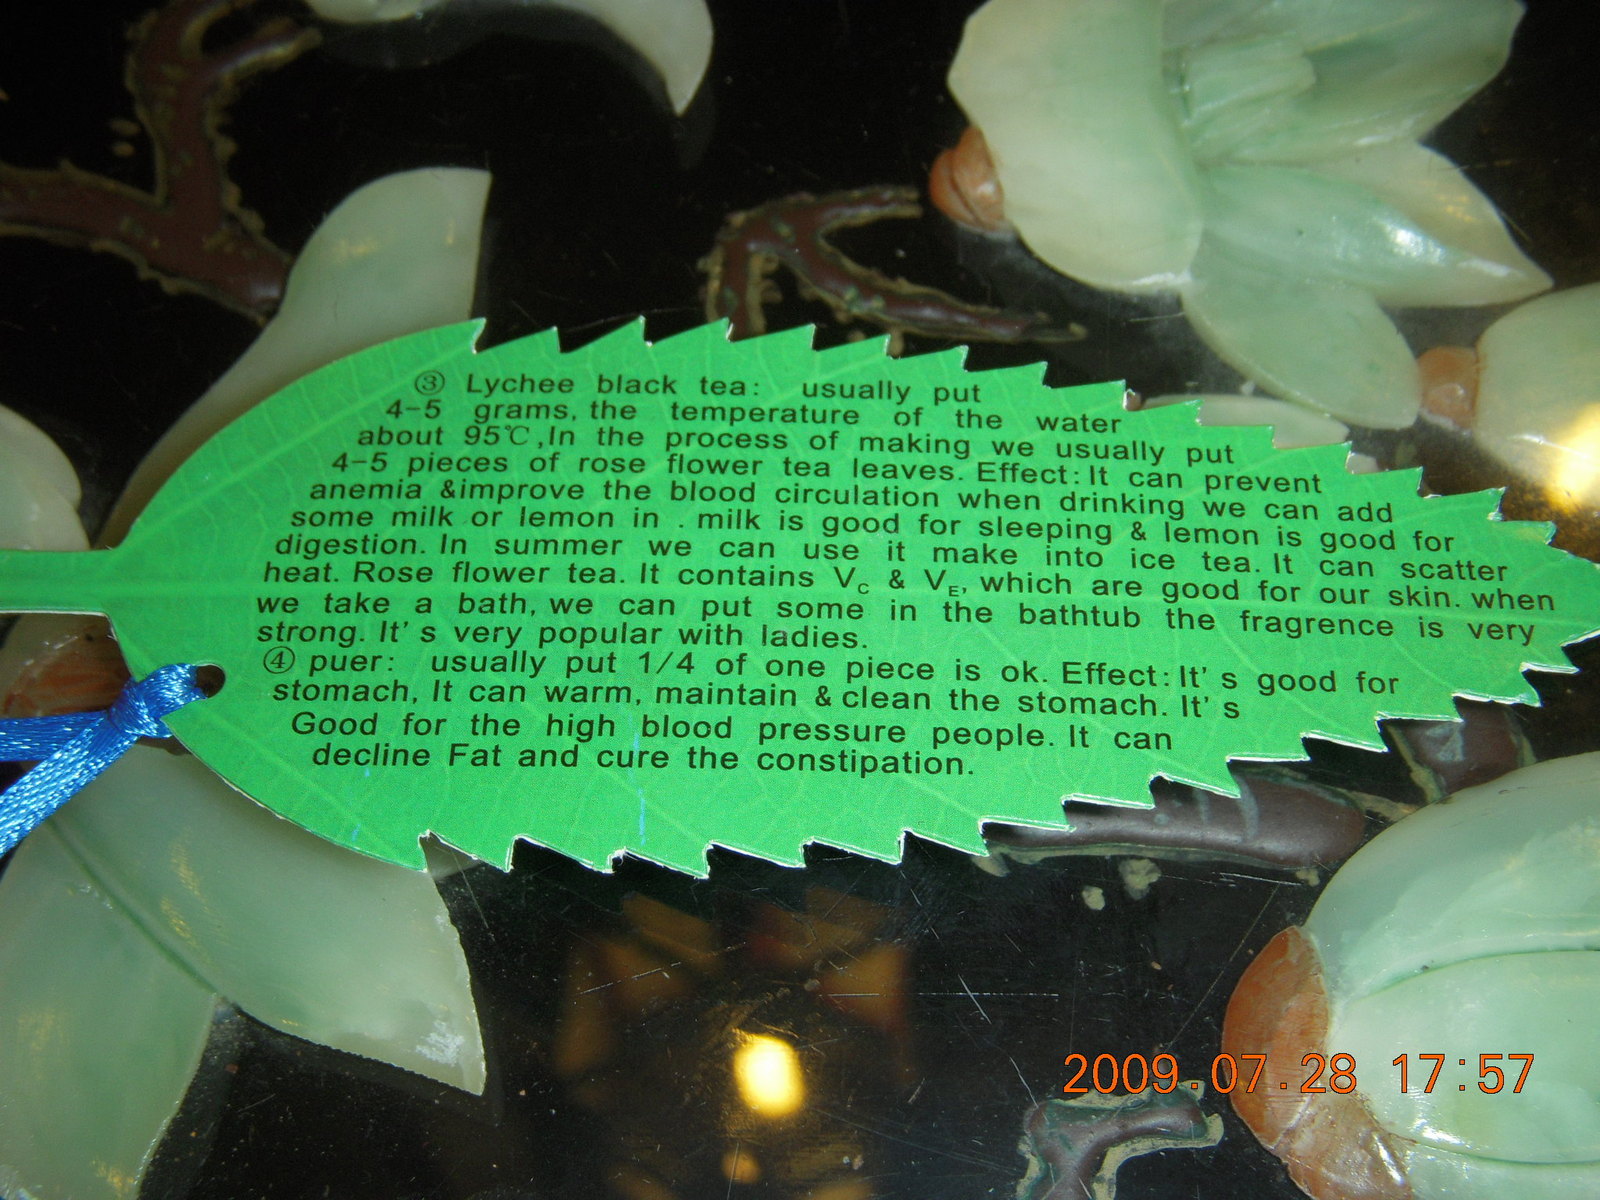 ③ Lychee black tea: usually put
4-5 grams, the temperature of the water
about 95℃,In the process of making we usually put
4-5 pieces of rose flower tea leaves. Effect: It can prevent
anemia &improve the blood circulation when drinking we can add
some milk or lemon in . milk is good for sleeping & lemon is good for
digestion. In summer we can use it make into ice tea. It can scatter
heat. Rose flower tea. It contains Vc & VE, which are good for our skin. when
we take a bath, we can put some in the bathtub the fragrence is very
strong. It's very popular with ladies.
④ puer: usually put 1/4 of one piece is ok. Effect: It's good for
stomach, It can warm, maintain & clean the stomach. It's
Good for the high blood pressure people. It can
decline Fat and cure the constipation.
2009.07.28 17:57